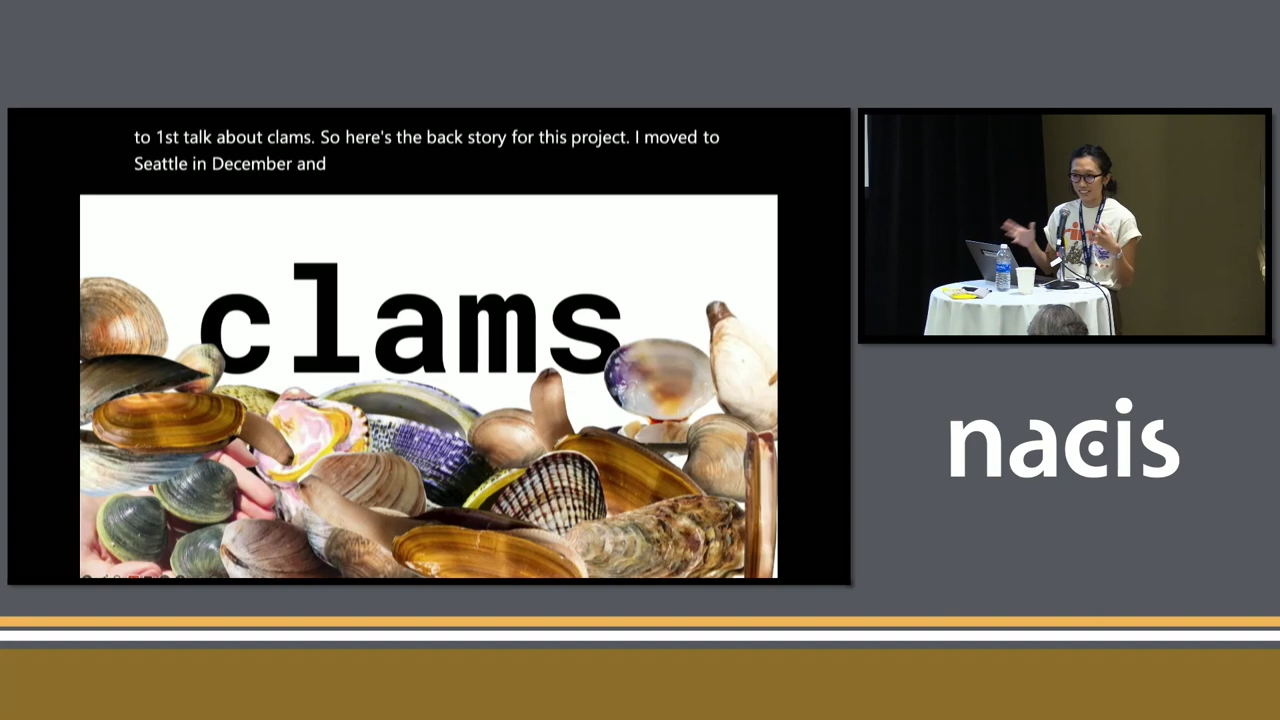 to 1st talk about clams. So here's the back story for this project. I moved to
Seattle in December and
clams
nacis